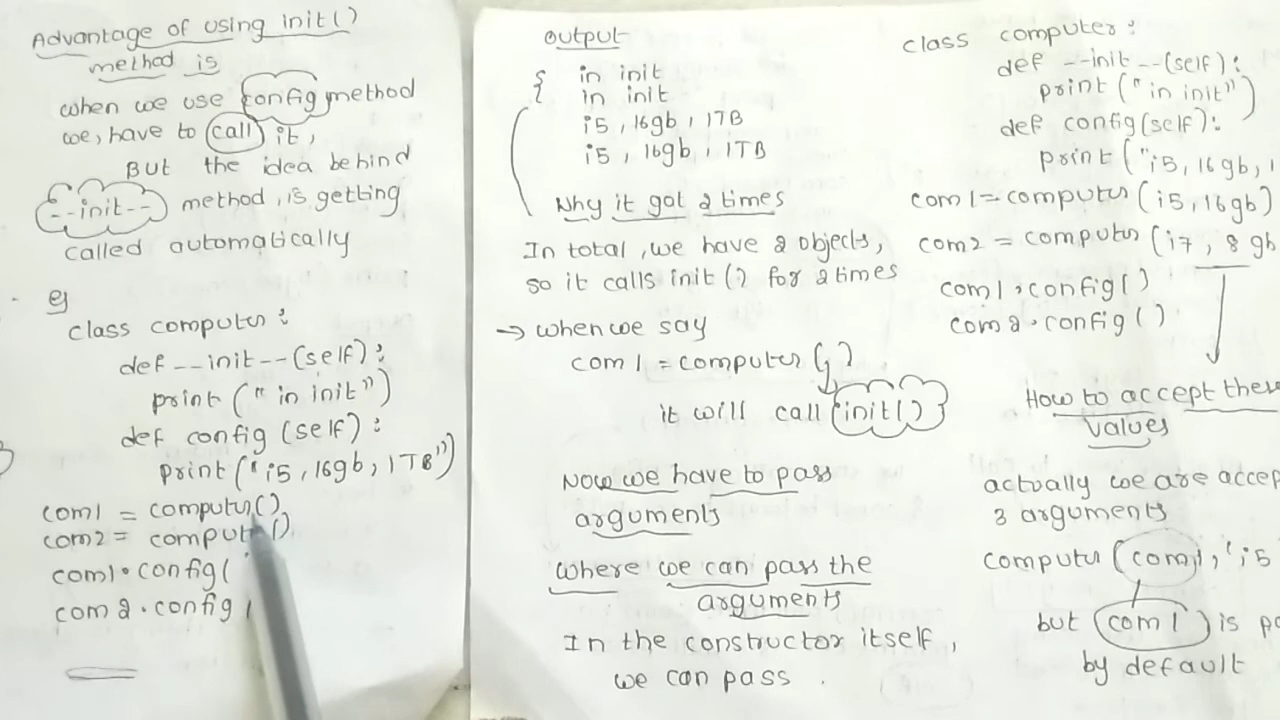 Advantage of using init()
method is
when we use config method
we, have to call it,
But the idea behind
--init-- method, is getting
called automatically
eg
class computer:
def --init--(self):
print ("in init")
def config (self):
print ("i5, 16gb, 1TB")
com1 = computer()
com2 = computer()
com1.config(
com2.config(
output
{ in init
{ in init
i5, 16gb, 1TB
i5, 16gb, 1TB
Why it got 2 times
In total, we have 2 objects,
so it calls init() for 2 times
→ when we say
com1 = computer()
it will call init()
Now we have to pass
arguments
Where we can pass the
arguments
In the constructor itself,
we can pass.
class computer:
def --init--(self):
print ("in init")
def config(self):
print ("i5, 16gb, 1
com1 = computer (i5, 16gb)
com2 = computer (i7, 8gb
com1.config()
com2.config()
How to accept these
values
actually we are accep
3 arguments
computer (com1, 'i5
but com1 is pa
by default